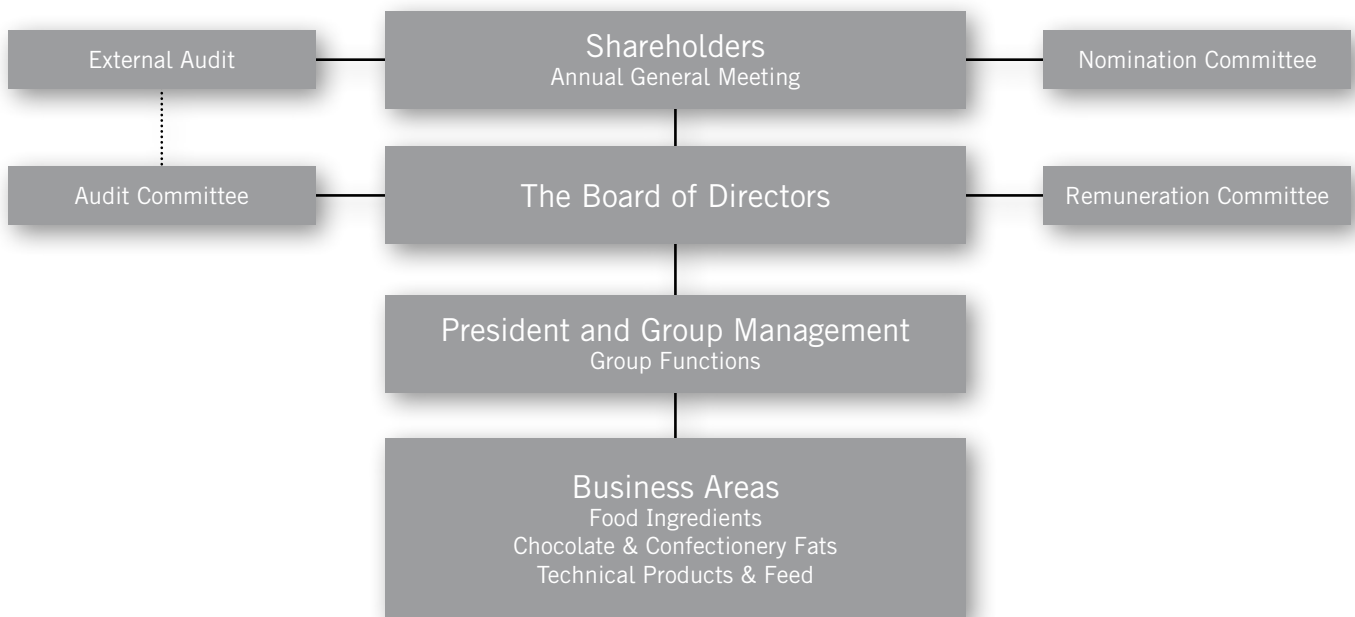 External Audit
Shareholders
Annual General Meeting
Nomination Committee
Audit Committee
The Board of Directors
Remuneration Committee
President and Group Management
Group Functions
Business Areas
Food Ingredients
Chocolate & Confectionery Fats
Technical Products & Feed